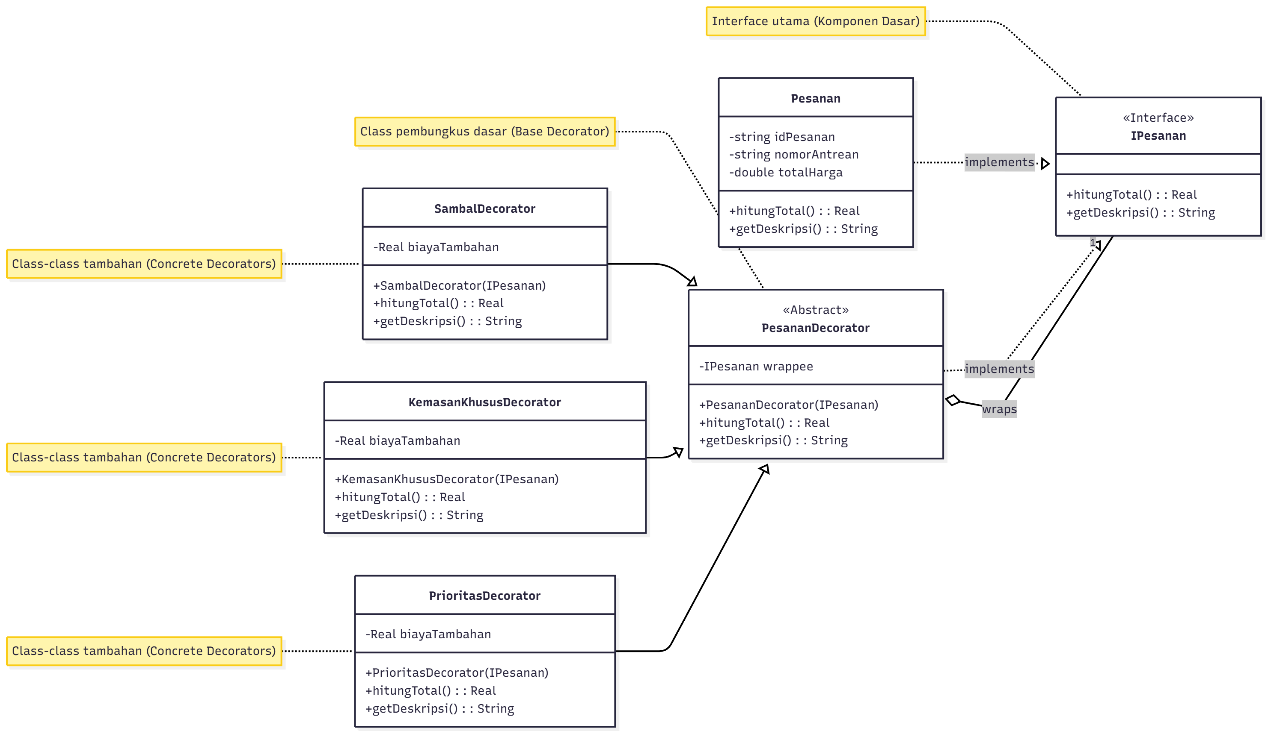 Interface utama (Komponen Dasar)
Pesanan
-string idPesanan
-string nomorAntrean
-double totalHarga
+hitungTotal() : : Real
+getDeskripsi() : : String
implements
«Interface»
IPesanan
+hitungTotal() : : Real
+getDeskripsi() : : String
Class pembungkus dasar (Base Decorator)
SambalDecorator
-Real biayaTambahan
+SambalDecorator(IPesanan)
+hitungTotal() : : Real
+getDeskripsi() : : String
Class-class tambahan (Concrete Decorators)
«Abstract»
PesananDecorator
-IPesanan wrappee
+PesananDecorator(IPesanan)
+hitungTotal() : : Real
+getDeskripsi() : : String
implements
wraps
KemasanKhususDecorator
-Real biayaTambahan
+KemasanKhususDecorator(IPesanan)
+hitungTotal() : : Real
+getDeskripsi() : : String
Class-class tambahan (Concrete Decorators)
PrioritasDecorator
-Real biayaTambahan
+PrioritasDecorator(IPesanan)
+hitungTotal() : : Real
+getDeskripsi() : : String
Class-class tambahan (Concrete Decorators)